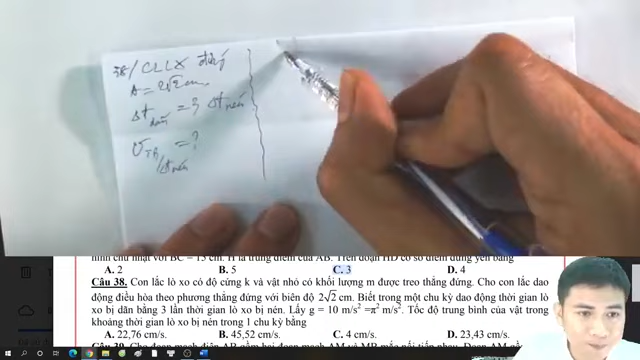 38/ CLLX đứng
A = 2√2 cm
Δt dãn = 3 Δt nén
v TB/Δt nén = ?
hình chữ nhật với BC = 15 cm. H là trung điểm của AB. Trên đoạn HD có số điểm đứng yên bằng
A. 2 B. 5 C. 3 D. 4
Câu 38. Con lắc lò xo có độ cứng k và vật nhỏ có khối lượng m được treo thẳng đứng. Cho con lắc dao
động điều hòa theo phương thẳng đứng với biên độ 2√2 cm. Biết trong một chu kỳ dao động thời gian lò
xo bị dãn bằng 3 lần thời gian lò xo bị nén. Lấy g = 10 m/s² =π² m/s². Tốc độ trung bình của vật trong
khoảng thời gian lò xo bị nén trong 1 chu kỳ bằng
A. 22,76 cm/s. B. 45,52 cm/s. C. 4 cm/s. D. 23,43 cm/s.